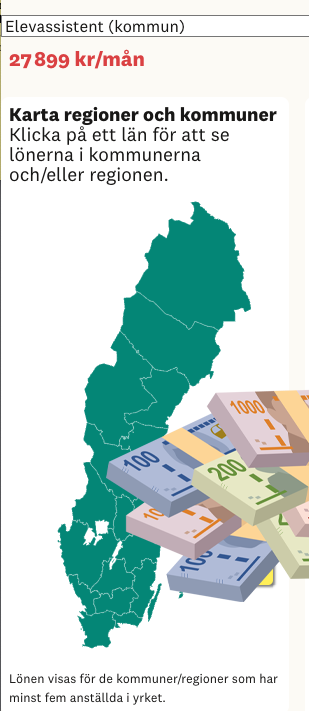 Elevassistent (kommun)
27 899 kr/mån
Karta regioner och kommuner
Klicka på ett län för att se
lönerna i kommunerna
och/eller regionen.
1000
100
200
10
2
100
Lönen visas för de kommuner/regioner som har
minst fem anställda i yrket.